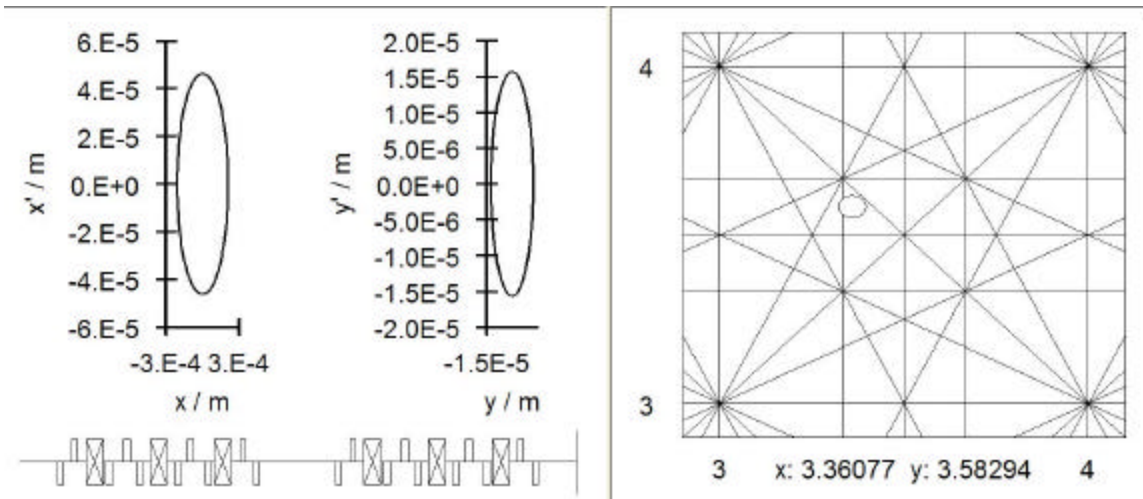 6.E-5
4.E-5
2.E-5
0.E+0
-2.E-5
-4.E-5
-6.E-5
x' / m
-3.E-4 3.E-4
x / m
2.0E-5
1.5E-5
1.0E-5
5.0E-6
0.0E+0
-5.0E-6
-1.0E-5
-1.5E-5
-2.0E-5
y' / m
-1.5E-5
y / m
4
3
3 x: 3.36077 y: 3.58294 4